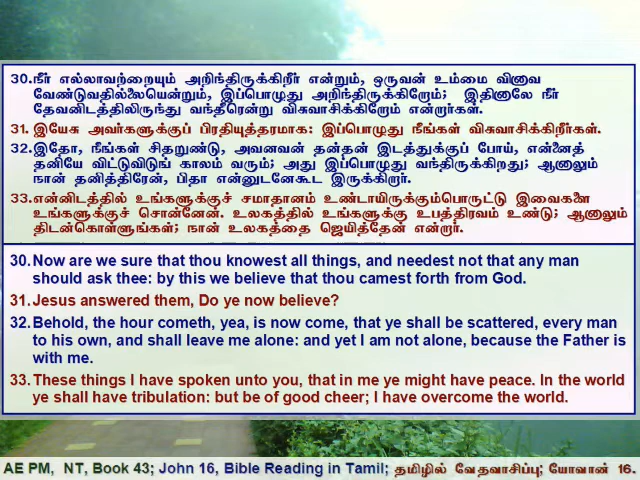 30.நீர் எல்லாவற்றையும் அறிந்திருக்கிறீர் என்றும், ஒருவன் உம்மை வினாவ
வேண்டுவதில்லையென்றும், இப்பொழுது அறிந்திருக்கிறோம்; இதினாலே நீர்
தேவனிடத்திலிருந்து வந்தீரென்று விசுவாசிக்கிறோம் என்றார்கள்.
31. இயேசு அவர்களுக்குப் பிரதியுத்தரமாக: இப்பொழுது நீங்கள் விசுவாசிக்கிறீர்கள்.
32.இதோ, நீங்கள் சிதறுண்டு, அவனவன் தன்தன் இடத்துக்குப் போய், என்னைத்
தனியே விட்டுவிடுங் காலம் வரும்; அது இப்பொழுது வந்திருக்கிறது; ஆனாலும்
நான் தனித்திரேன், பிதா என்னுடனேகூட இருக்கிறார்.
33.என்னிடத்தில் உங்களுக்குச் சமாதானம் உண்டாயிருக்கும்பொருட்டு இவைகளை
உங்களுக்குச் சொன்னேன். உலகத்தில் உங்களுக்கு உபத்திரவம் உண்டு; ஆனாலும்
திடன்கொள்ளுங்கள்; நான் உலகத்தை ஜெயித்தேன் என்றார்.
30. Now are we sure that thou knowest all things, and needest not that any man
should ask thee: by this we believe that thou camest forth from God.
31. Jesus answered them, Do ye now believe?
32. Behold, the hour cometh, yea, is now come, that ye shall be scattered, every man
to his own, and shall leave me alone: and yet I am not alone, because the Father is
with me.
33. These things I have spoken unto you, that in me ye might have peace. In the world
ye shall have tribulation: but be of good cheer; I have overcome the world.
AE PM, NT, Book 43; John 16, Bible Reading in Tamil; தமிழில் வேதவாசிப்பு; யோவான் 16.